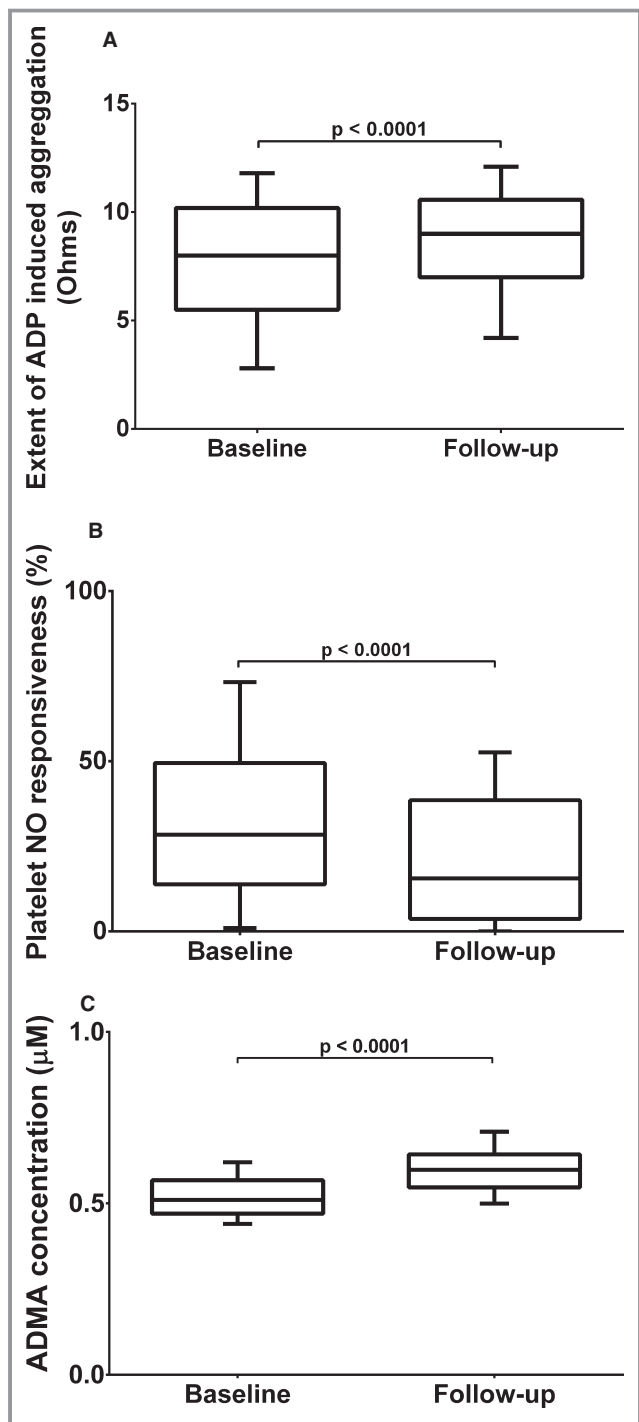 A
Extent of ADP induced aggreggation
(Ohms)
15
10
5
0
p < 0.0001
Baseline Follow-up
B
Platelet NO responsiveness (%)
100
50
0
p < 0.0001
Baseline Follow-up
C
ADMA concentration (µM)
1.0
0.5
0.0
p < 0.0001
Baseline Follow-up